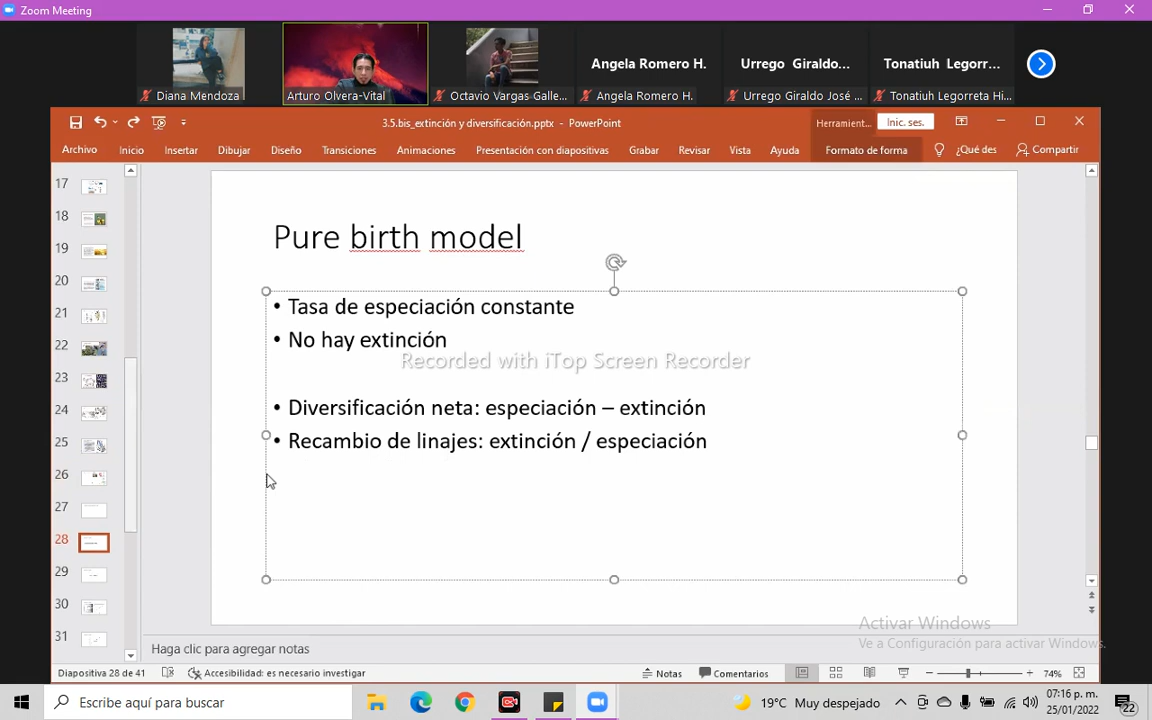 Zoom Meeting
Diana Mendoza
Arturo Olvera-Vital
Octavio Vargas Galle...
Angela Romero H.
Angela Romero H.
Urrego Giraldo...
Urrego Giraldo José ...
Tonatiuh Legorr...
Tonatiuh Legorreta Hi...
3.5.bis_extinción y diversificación.pptx - PowerPoint
Herramient...
Inic. ses.
Archivo
Inicio
Insertar
Dibujar
Diseño
Transiciones
Animaciones
Presentación con diapositivas
Grabar
Revisar
Vista
Ayuda
Formato de forma
¿Qué des
Compartir
17
18
19
20
21
22
23
24
25
26
27
28
29
30
31
Pure birth model
• Tasa de especiación constante
• No hay extinción
Recorded with iTop Screen Recorder
• Diversificación neta: especiación – extinción
• Recambio de linajes: extinción / especiación
Activar Windows
Ve a Configuración para activar Windows.
Haga clic para agregar notas
Diapositiva 28 de 41
Accesibilidad: es necesario investigar
Notas
Comentarios
74%
Escribe aquí para buscar
19°C Muy despejado
07:16 p. m.
25/01/2022
22